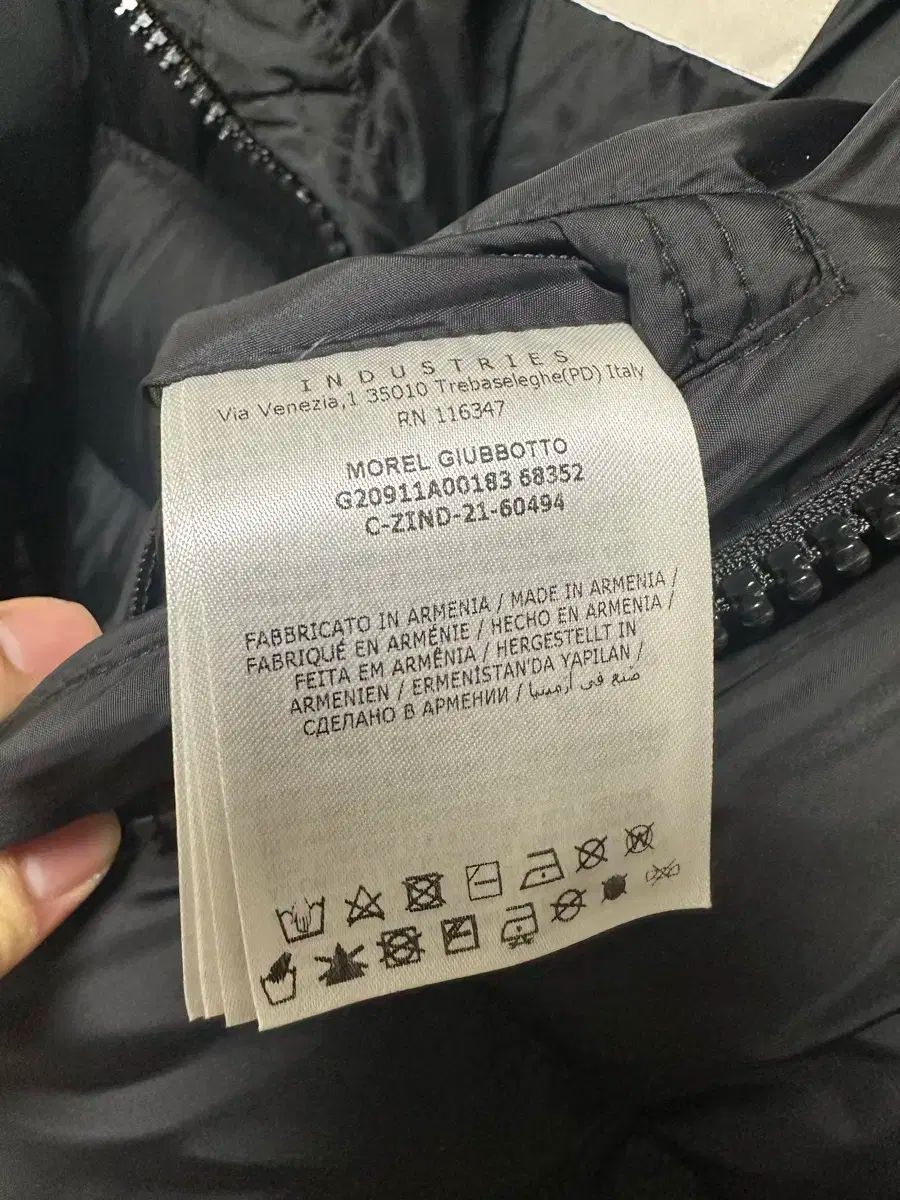 INDUSTRIES
Via Venezia,1 35010 Trebaseleghe(PD) Italy
RN 116347
MOREL GIUBBOTTO
G20911A00183 68352
C-ZIND-21-60494
FABBRICATO IN ARMENIA / MADE IN ARMENIA /
FABRIQUÉ EN ARMÉNIE / HECHO EN ARMENIA /
FEITA EM ARMÊNIA / HERGESTELLT IN
ARMENIEN / ERMENİSTAN'DA YAPILAN /
СДЕЛАНО В АРМЕНИИ / صنع في أرمينيا